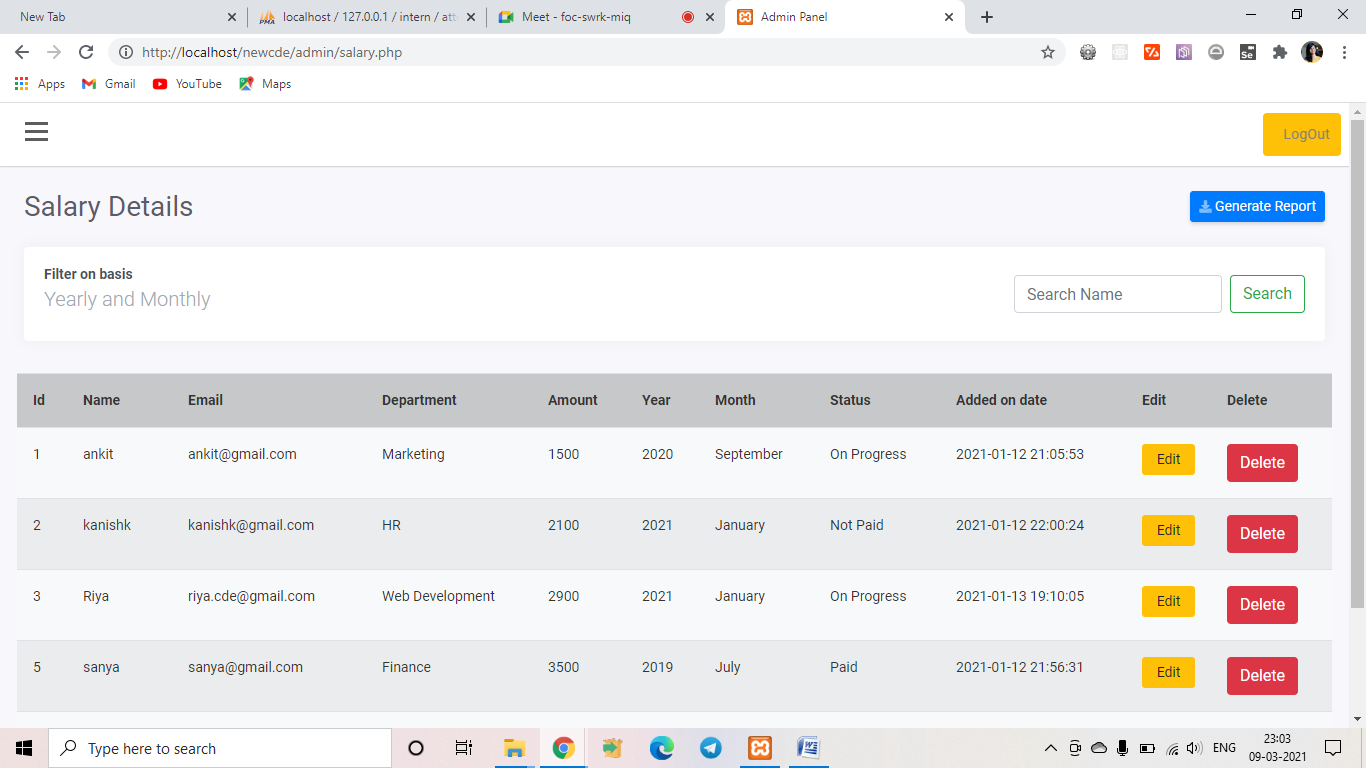 New Tab
PMA localhost / 127.0.0.1 / intern / att
Meet - foc-swrk-miq
Admin Panel
http://localhost/newcde/admin/salary.php
Se
Apps Gmail YouTube Maps
LogOut
Salary Details
Generate Report
Filter on basis
Yearly and Monthly
Search Name Search
Id Name Email Department Amount Year Month Status Added on date Edit Delete
1 ankit ankit@gmail.com Marketing 1500 2020 September On Progress 2021-01-12 21:05:53 Edit Delete
2 kanishk kanishk@gmail.com HR 2100 2021 January Not Paid 2021-01-12 22:00:24 Edit Delete
3 Riya riya.cde@gmail.com Web Development 2900 2021 January On Progress 2021-01-13 19:10:05 Edit Delete
5 sanya sanya@gmail.com Finance 3500 2019 July Paid 2021-01-12 21:56:31 Edit Delete
Type here to search
ENG
23:03
09-03-2021